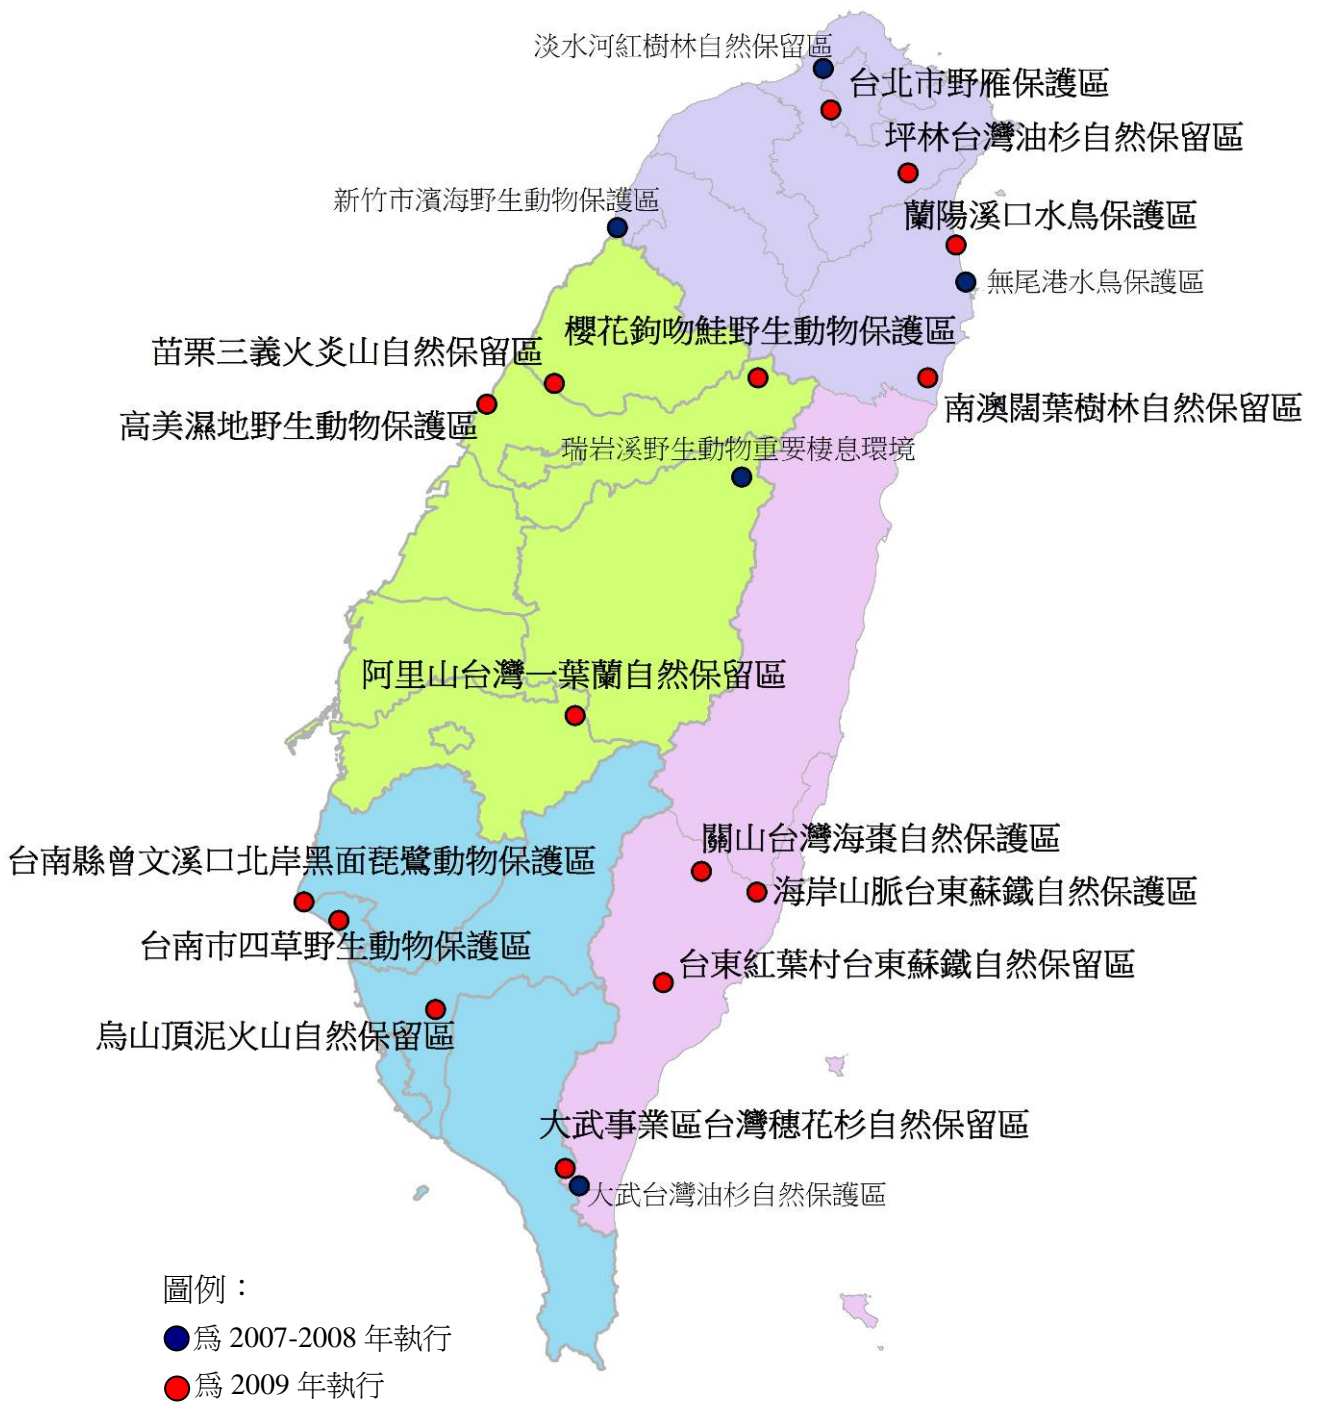 淡水河紅樹林自然保留區
台北市野雁保護區
坪林台灣油杉自然保留區
新竹市濱海野生動物保護區
蘭陽溪口水鳥保護區
無尾港水鳥保護區
櫻花鉤吻鮭野生動物保護區
苗栗三義火炎山自然保留區
南澳闊葉樹林自然保留區
高美濕地野生動物保護區
瑞岩溪野生動物重要棲息環境
阿里山台灣一葉蘭自然保留區
關山台灣海棗自然保護區
台南縣曾文溪口北岸黑面琵鷺動物保護區
海岸山脈台東蘇鐵自然保護區
台南市四草野生動物保護區
台東紅葉村台東蘇鐵自然保留區
烏山頂泥火山自然保留區
大武事業區台灣穗花杉自然保留區
大武台灣油杉自然保護區
圖例：
為 2007-2008 年執行
為 2009 年執行